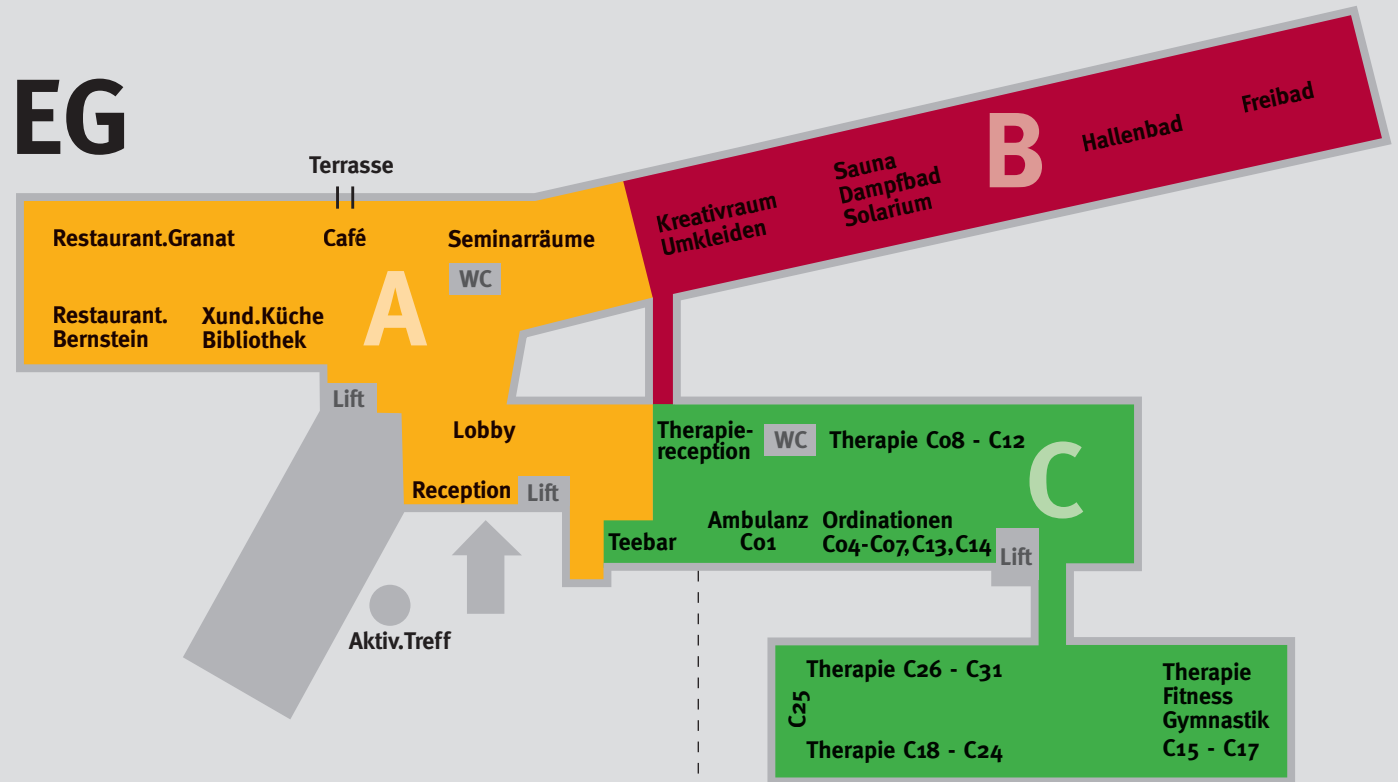 EG
Terrasse
Restaurant.Granat
Café
Seminarräume
WC
A
Restaurant.
Bernstein
Xund.Küche
Bibliothek
Lift
Lobby
Reception
Lift
Aktiv.Treff
Kreativraum
Umkleiden
Sauna
Dampfbad
Solarium
B
Hallenbad
Freibad
Therapie-
reception
WC
Therapie C08 - C12
C
Teebar
Ambulanz
C01
Ordinationen
C04-C07, C13, C14
Lift
Therapie C26 - C31
C25
Therapie C18 - C24
Therapie
Fitness
Gymnastik
C15 - C17